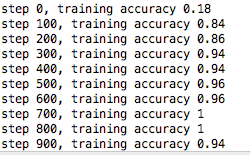 step 0, training accuracy 0.18
step 100, training accuracy 0.84
step 200, training accuracy 0.86
step 300, training accuracy 0.94
step 400, training accuracy 0.94
step 500, training accuracy 0.96
step 600, training accuracy 0.96
step 700, training accuracy 1
step 800, training accuracy 1
step 900, training accuracy 0.94